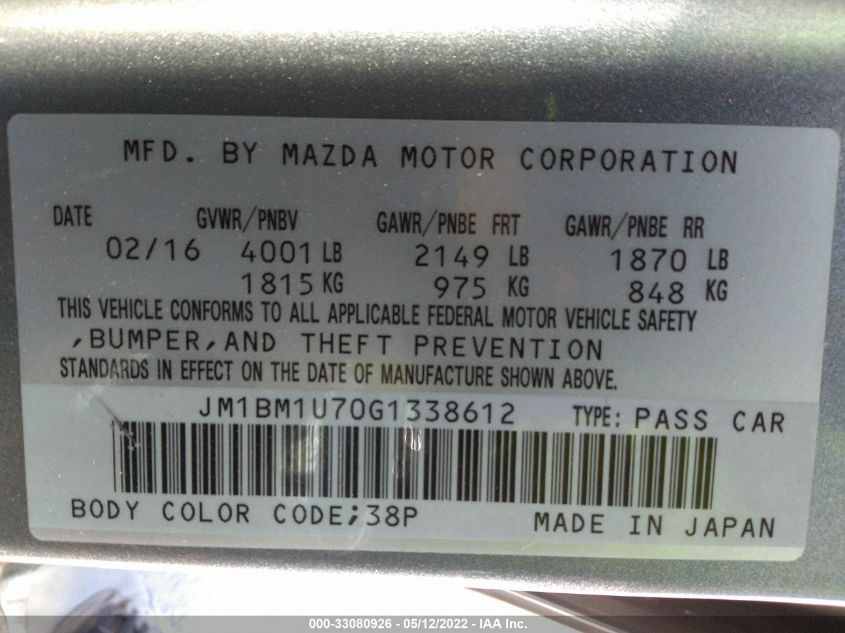 MFD. BY MAZDA MOTOR CORPORATION
DATE GVWR/PNBV GAWR/PNBE FRT GAWR/PNBE RR
02/16 4001 LB 2149 LB 1870 LB
1815 KG 975 KG 848 KG
THIS VEHICLE CONFORMS TO ALL APPLICABLE FEDERAL MOTOR VEHICLE SAFETY
,BUMPER,AND THEFT PREVENTION
STANDARDS IN EFFECT ON THE DATE OF MANUFACTURE SHOWN ABOVE.
JM1BM1U70G1338612 TYPE: PASS CAR
BODY COLOR CODE;38P MADE IN JAPAN
000-33080926 - 05/12/2022 - IAA Inc.